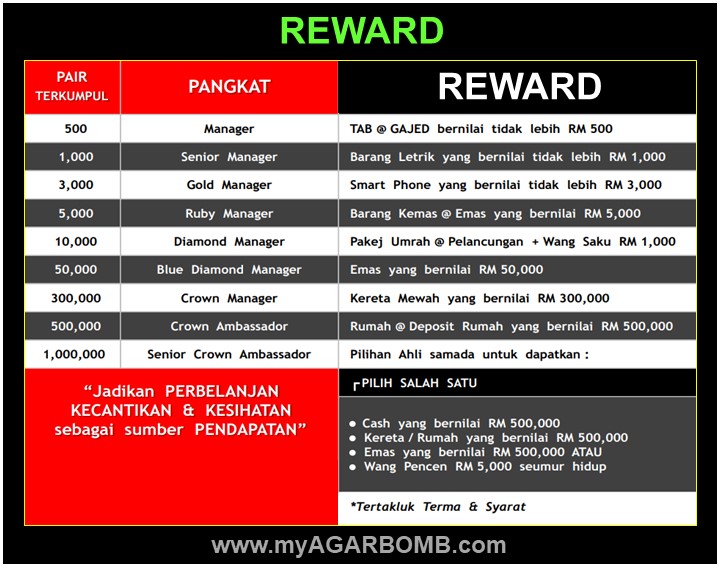 REWARD
PAIR TERKUMPUL PANGKAT REWARD
500 Manager TAB @ GAJED bernilai tidak lebih RM 500
1,000 Senior Manager Barang Letrik yang bernilai tidak lebih RM 1,000
3,000 Gold Manager Smart Phone yang bernilai tidak lebih RM 3,000
5,000 Ruby Manager Barang Kemas @ Emas yang bernilai RM 5,000
10,000 Diamond Manager Pakej Umrah @ Pelancungan + Wang Saku RM 1,000
50,000 Blue Diamond Manager Emas yang bernilai RM 50,000
300,000 Crown Manager Kereta Mewah yang bernilai RM 300,000
500,000 Crown Ambassador Rumah @ Deposit Rumah yang bernilai RM 500,000
1,000,000 Senior Crown Ambassador Pilihan Ahli samada untuk dapatkan :
“Jadikan PERBELANJAN
KECANTIKAN & KESIHATAN
sebagai sumber PENDAPATAN”
┌PILIH SALAH SATU
● Cash yang bernilai RM 500,000
● Kereta / Rumah yang bernilai RM 500,000
● Emas yang bernilai RM 500,000 ATAU
● Wang Pencen RM 5,000 seumur hidup
*Tertakluk Terma & Syarat
www.myAGARBOMB.com